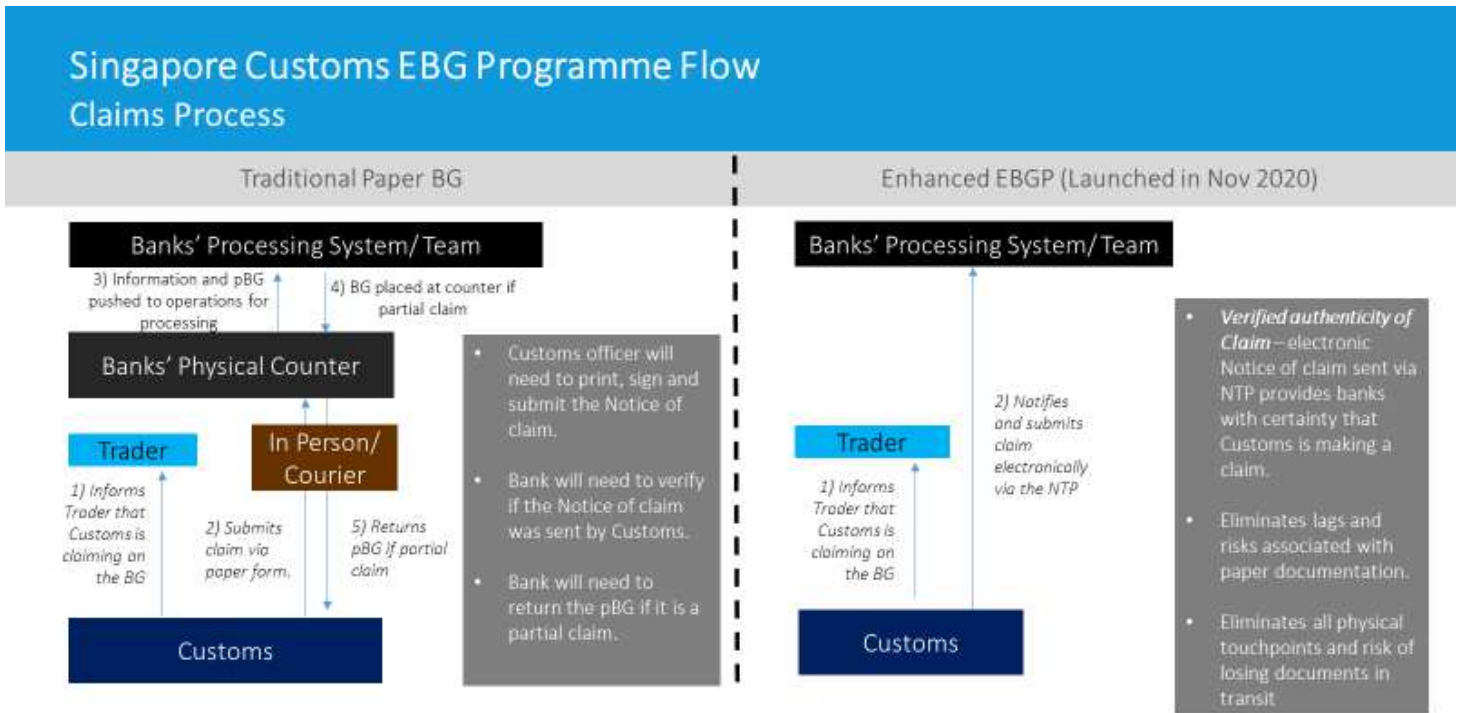 Singapore Customs EBG Programme Flow
Claims Process
Traditional Paper BG
Banks' Processing System/ Team
3) Information and pBG
pushed to operations for
processing
4) BG placed at counter if
partial claim
Banks' Physical Counter
Trader
In Person/
Courier
1) Informs
Trader that
Customs is
claiming on
the BG
2) Submits
claim via
paper form.
5) Returns
pBG if partial
claim
Customs
• Customs officer will
need to print, sign and
submit the Notice of
claim.
• Bank will need to verify
if the Notice of claim
was sent by Customs.
• Bank will need to
return the pBG if it is a
partial claim.
Enhanced EBGP (Launched in Nov 2020)
Banks' Processing System/ Team
Trader
1) Informs
Trader that
Customs is
claiming on
the BG
2) Notifies
and submits
claim
electronically
via the NTP
Customs
• Verified authenticity of
Claim – electronic
Notice of claim sent via
NTP provides banks
with certainty that
Customs is making a
claim.
• Eliminates lags and
risks associated with
paper documentation.
• Eliminates all physical
touchpoints and risk of
losing documents in
transit